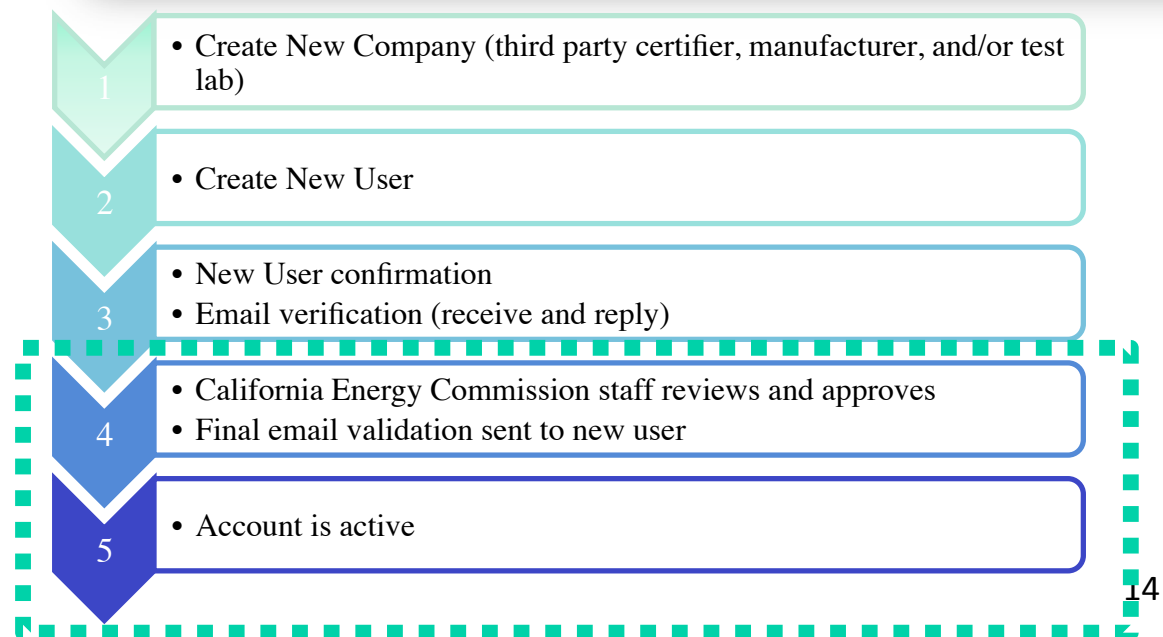 1
• Create New Company (third party certifier, manufacturer, and/or test
lab)
2
• Create New User
3
• New User confirmation
• Email verification (receive and reply)
4
• California Energy Commission staff reviews and approves
• Final email validation sent to new user
5
• Account is active
14